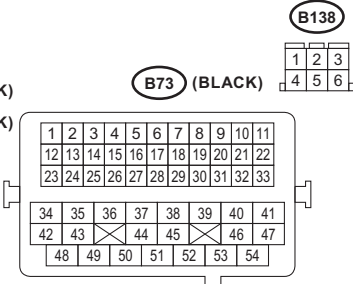 B138
1 2 3
4 5 6
K)
B73 (BLACK)
K)
1 2 3 4 5 6 7 8 9 10 11
12 13 14 15 16 17 18 19 20 21 22
23 24 25 26 27 28 29 30 31 32 33
34 35 36 37 38 39 40 41
42 43 44 45 46 47
48 49 50 51 52 53 54